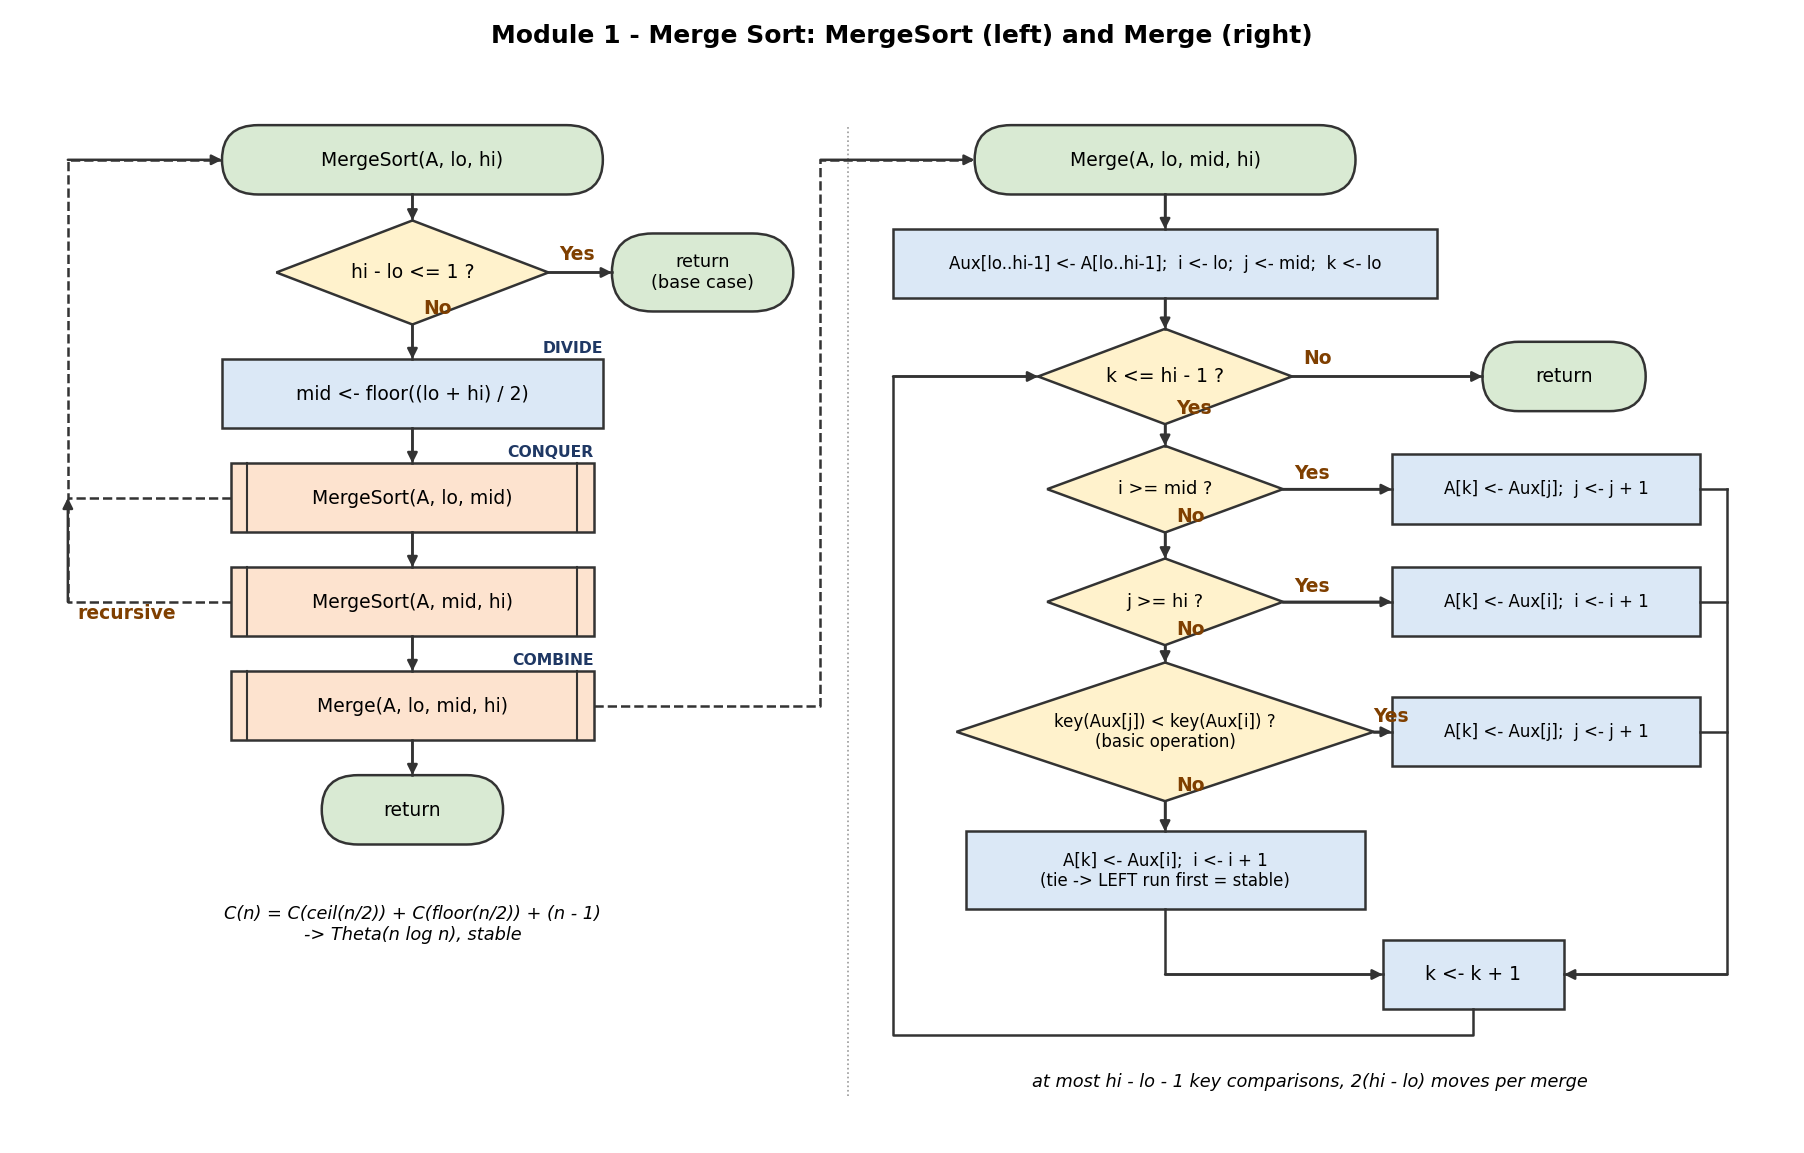 Module 1 - Merge Sort: MergeSort (left) and Merge (right)
MergeSort(A, lo, hi)
hi - lo <= 1 ?
Yes
return
(base case)
No
DIVIDE
mid <- floor((lo + hi) / 2)
CONQUER
MergeSort(A, lo, mid)
MergeSort(A, mid, hi)
recursive
COMBINE
Merge(A, lo, mid, hi)
return
C(n) = C(ceil(n/2)) + C(floor(n/2)) + (n - 1)
-> Theta(n log n), stable
Merge(A, lo, mid, hi)
Aux[lo..hi-1] <- A[lo..hi-1];  i <- lo;  j <- mid;  k <- lo
k <= hi - 1 ?
No
return
Yes
i >= mid ?
Yes
A[k] <- Aux[j];  j <- j + 1
No
j >= hi ?
Yes
A[k] <- Aux[i];  i <- i + 1
No
key(Aux[j]) < key(Aux[i]) ?
(basic operation)
Yes
A[k] <- Aux[j];  j <- j + 1
No
A[k] <- Aux[i];  i <- i + 1
(tie -> LEFT run first = stable)
k <- k + 1
at most hi - lo - 1 key comparisons, 2(hi - lo) moves per merge